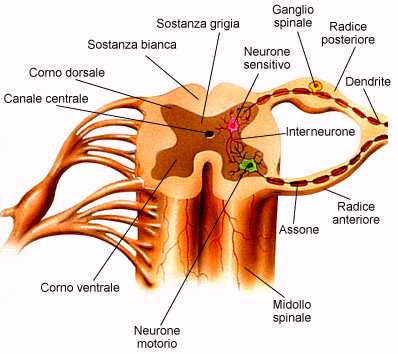 Ganglio
spinale
Sostanza grigia
Radice
posteriore
Sostanza bianca
Neurone
sensitivo
Corno dorsale
Dendrite
Canale centrale
Interneurone
Radice
anteriore
Assone
Corno ventrale
Midollo
spinale
Neurone
motorio